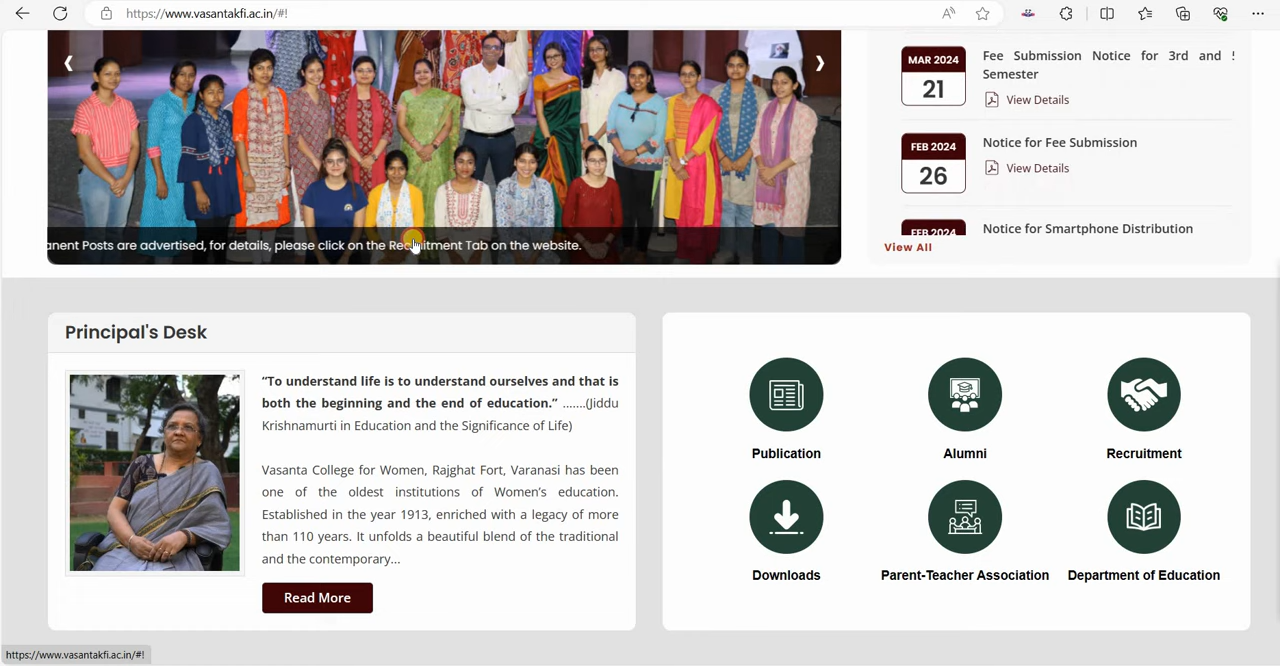 https://www.vasantakfi.ac.in/#!
MAR 2024
21
Fee Submission Notice for 3rd and
Semester
View Details
FEB 2024
26
Notice for Fee Submission
View Details
FEB 2024
Notice for Smartphone Distribution
View All
anent Posts are advertised, for details, please click on the Recruitment Tab on the website.
Principal's Desk
“To understand life is to understand ourselves and that is
both the beginning and the end of education.” .......(Jiddu
Krishnamurti in Education and the Significance of Life)
Vasanta College for Women, Rajghat Fort, Varanasi has been
one of the oldest institutions of Women’s education.
Established in the year 1913, enriched with a legacy of more
than 110 years. It unfolds a beautiful blend of the traditional
and the contemporary...
Read More
Publication
Alumni
Recruitment
Downloads
Parent-Teacher Association
Department of Education
https://www.vasantakfi.ac.in/#!